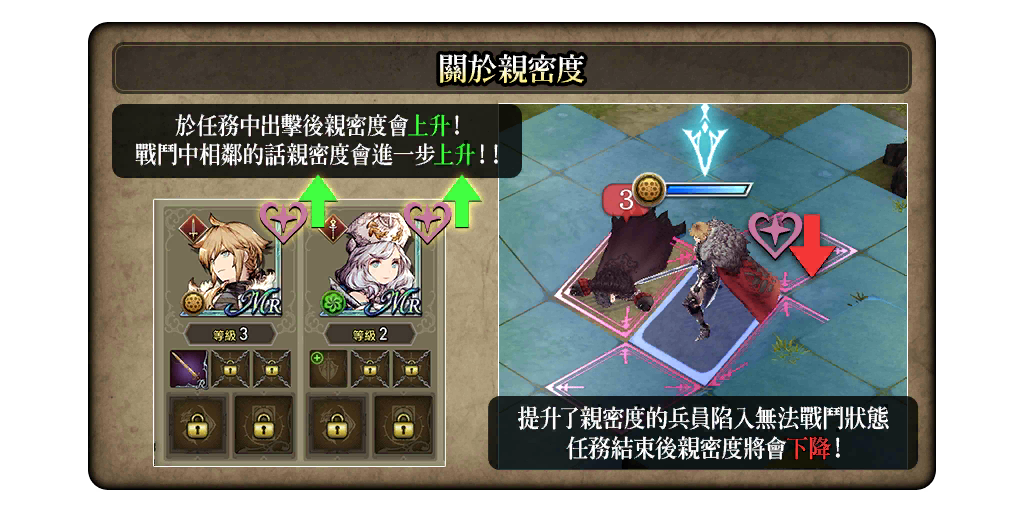 關於親密度
於任務中出擊後親密度會上升!
戰鬥中相鄰的話親密度會進一步上升!!
3
MR
MR
等級 3
等級 2
R
提升了親密度的兵員陷入無法戰鬥狀態
任務結束後親密度將會下降!